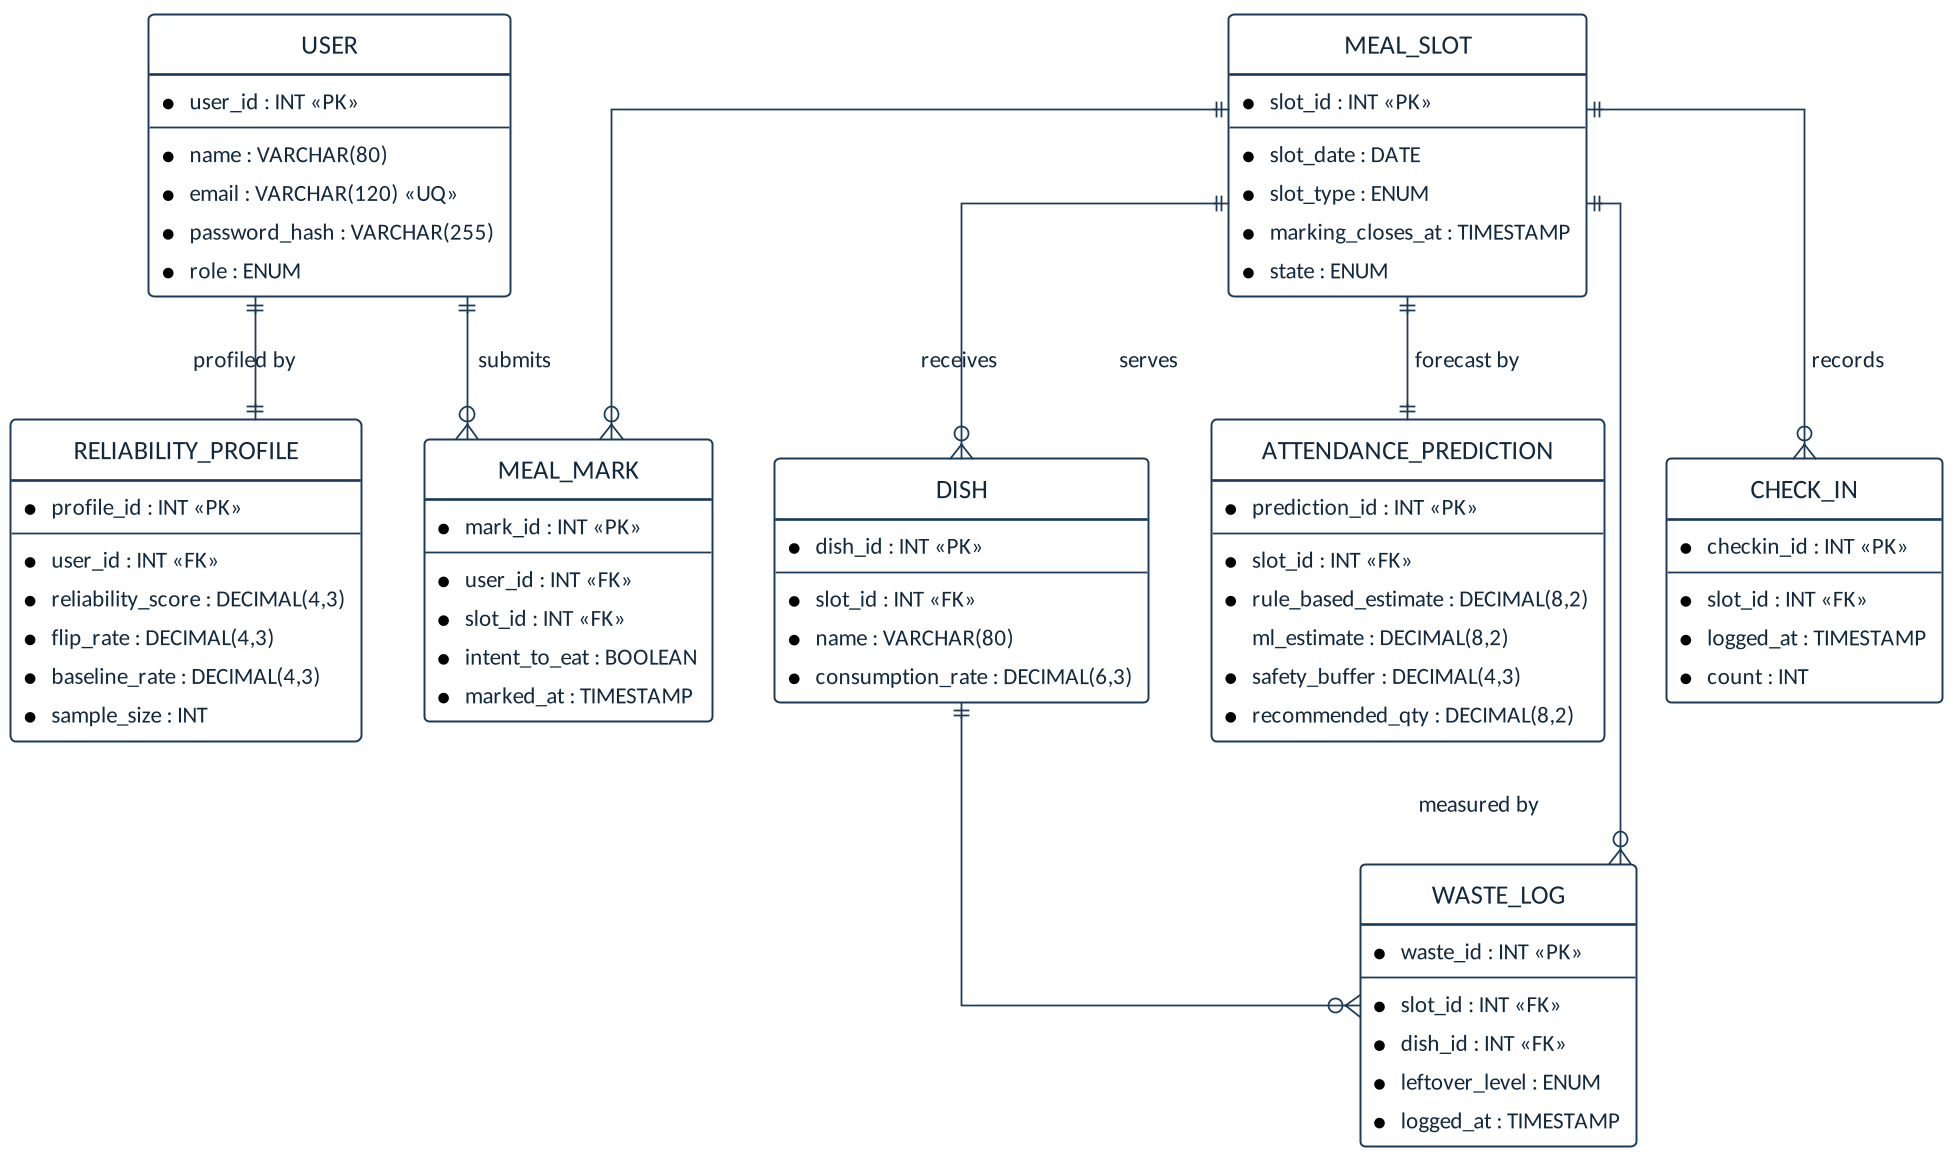 USER
user_id : INT «PK»
name : VARCHAR(80)
email : VARCHAR(120) «UQ»
password_hash : VARCHAR(255)
role : ENUM
MEAL_SLOT
slot_id : INT «PK»
slot_date : DATE
slot_type : ENUM
marking_closes_at : TIMESTAMP
state : ENUM
profiled by
submits
receives
serves
forecast by
records
RELIABILITY_PROFILE
profile_id : INT «PK»
user_id : INT «FK»
reliability_score : DECIMAL(4,3)
flip_rate : DECIMAL(4,3)
baseline_rate : DECIMAL(4,3)
sample_size : INT
MEAL_MARK
mark_id : INT «PK»
user_id : INT «FK»
slot_id : INT «FK»
intent_to_eat : BOOLEAN
marked_at : TIMESTAMP
DISH
dish_id : INT «PK»
slot_id : INT «FK»
name : VARCHAR(80)
consumption_rate : DECIMAL(6,3)
ATTENDANCE_PREDICTION
prediction_id : INT «PK»
slot_id : INT «FK»
rule_based_estimate : DECIMAL(8,2)
ml_estimate : DECIMAL(8,2)
safety_buffer : DECIMAL(4,3)
recommended_qty : DECIMAL(8,2)
CHECK_IN
checkin_id : INT «PK»
slot_id : INT «FK»
logged_at : TIMESTAMP
count : INT
measured by
WASTE_LOG
waste_id : INT «PK»
slot_id : INT «FK»
dish_id : INT «FK»
leftover_level : ENUM
logged_at : TIMESTAMP